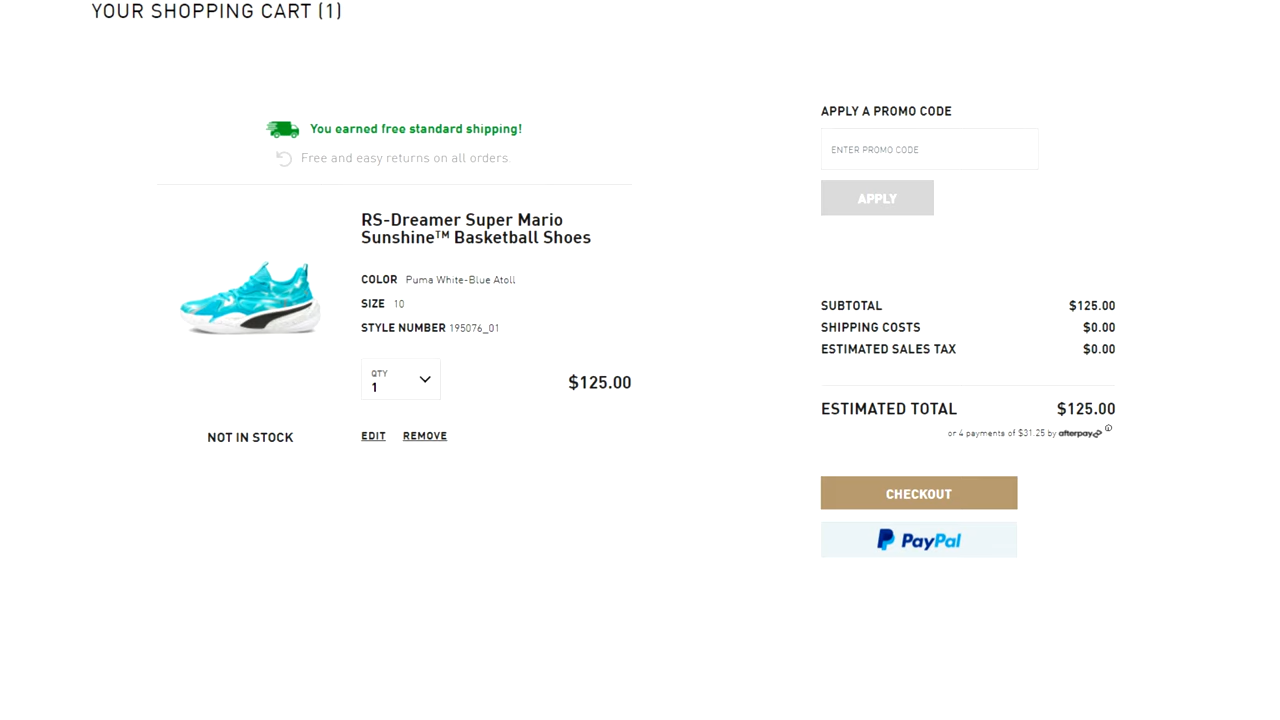 YOUR SHOPPING CART (1)
You earned free standard shipping!
Free and easy returns on all orders
RS-Dreamer Super Mario
Sunshine™ Basketball Shoes
COLOR Puma White-Blue Atoll
SIZE 10
STYLE NUMBER 195076_01
QTY
1
$125.00
NOT IN STOCK
EDIT REMOVE
APPLY A PROMO CODE
ENTER PROMO CODE
APPLY
SUBTOTAL $125.00
SHIPPING COSTS $0.00
ESTIMATED SALES TAX $0.00
ESTIMATED TOTAL $125.00
or 4 payments of $31.25 by afterpay
CHECKOUT
PayPal